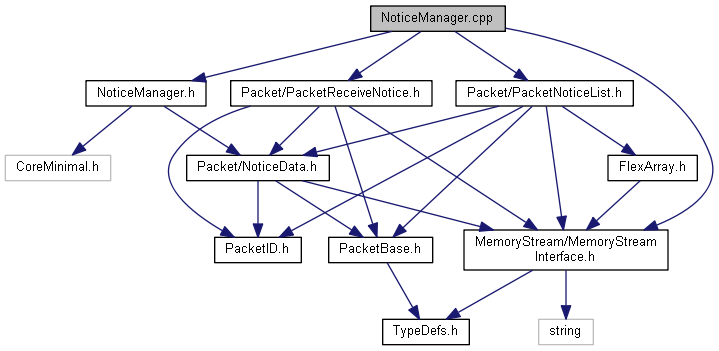 NoticeManager.cpp
NoticeManager.h
Packet/PacketReceiveNotice.h
Packet/PacketNoticeList.h
CoreMinimal.h
Packet/NoticeData.h
FlexArray.h
PacketID.h
PacketBase.h
MemoryStream/MemoryStream
Interface.h
TypeDefs.h
string